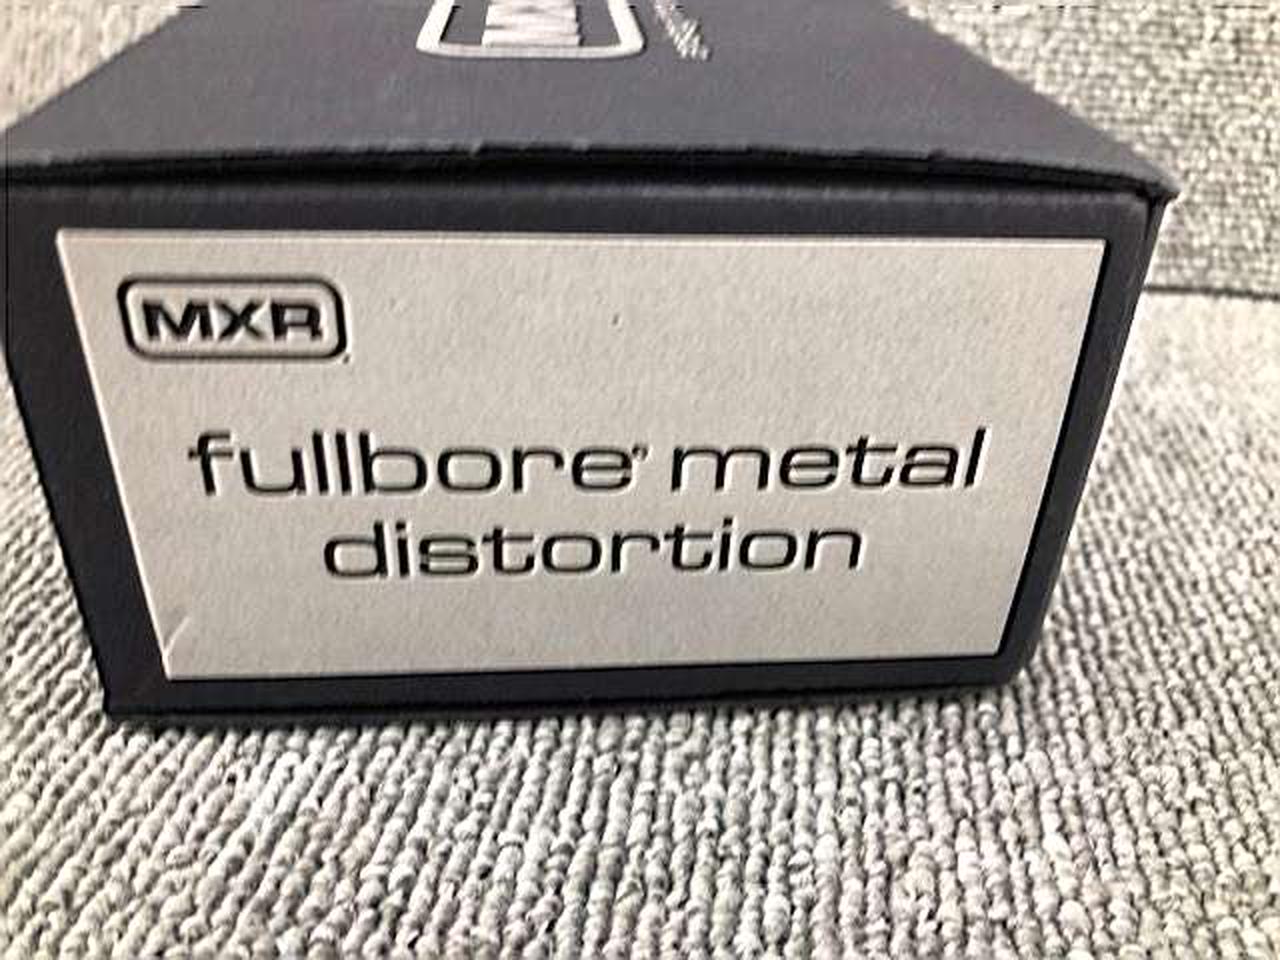 MXR
fullbore metal
distortion